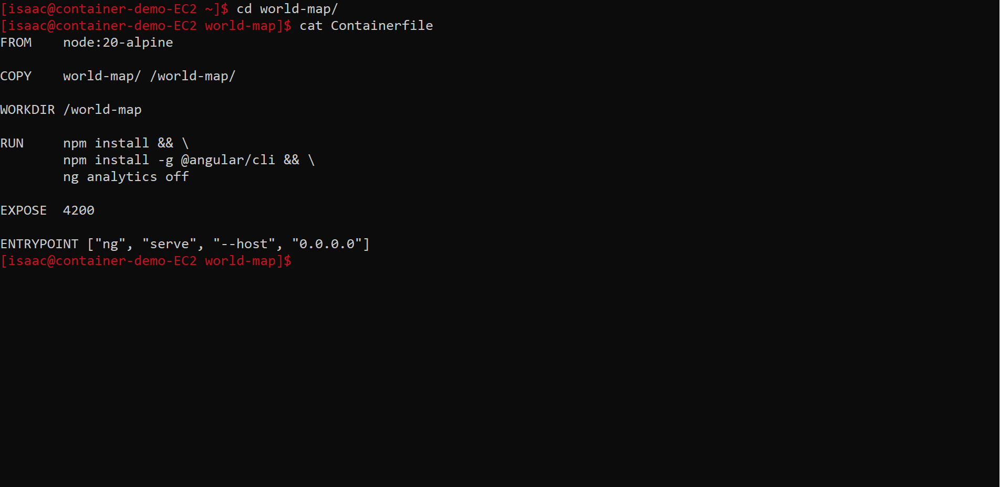 [isaac@container-demo-EC2 ~]$ cd world-map/
[isaac@container-demo-EC2 world-map]$ cat Containerfile
FROM    node:20-alpine

COPY    world-map/ /world-map/

WORKDIR /world-map

RUN     npm install && \
        npm install -g @angular/cli && \
        ng analytics off

EXPOSE  4200

ENTRYPOINT ["ng", "serve", "--host", "0.0.0.0"]
[isaac@container-demo-EC2 world-map]$